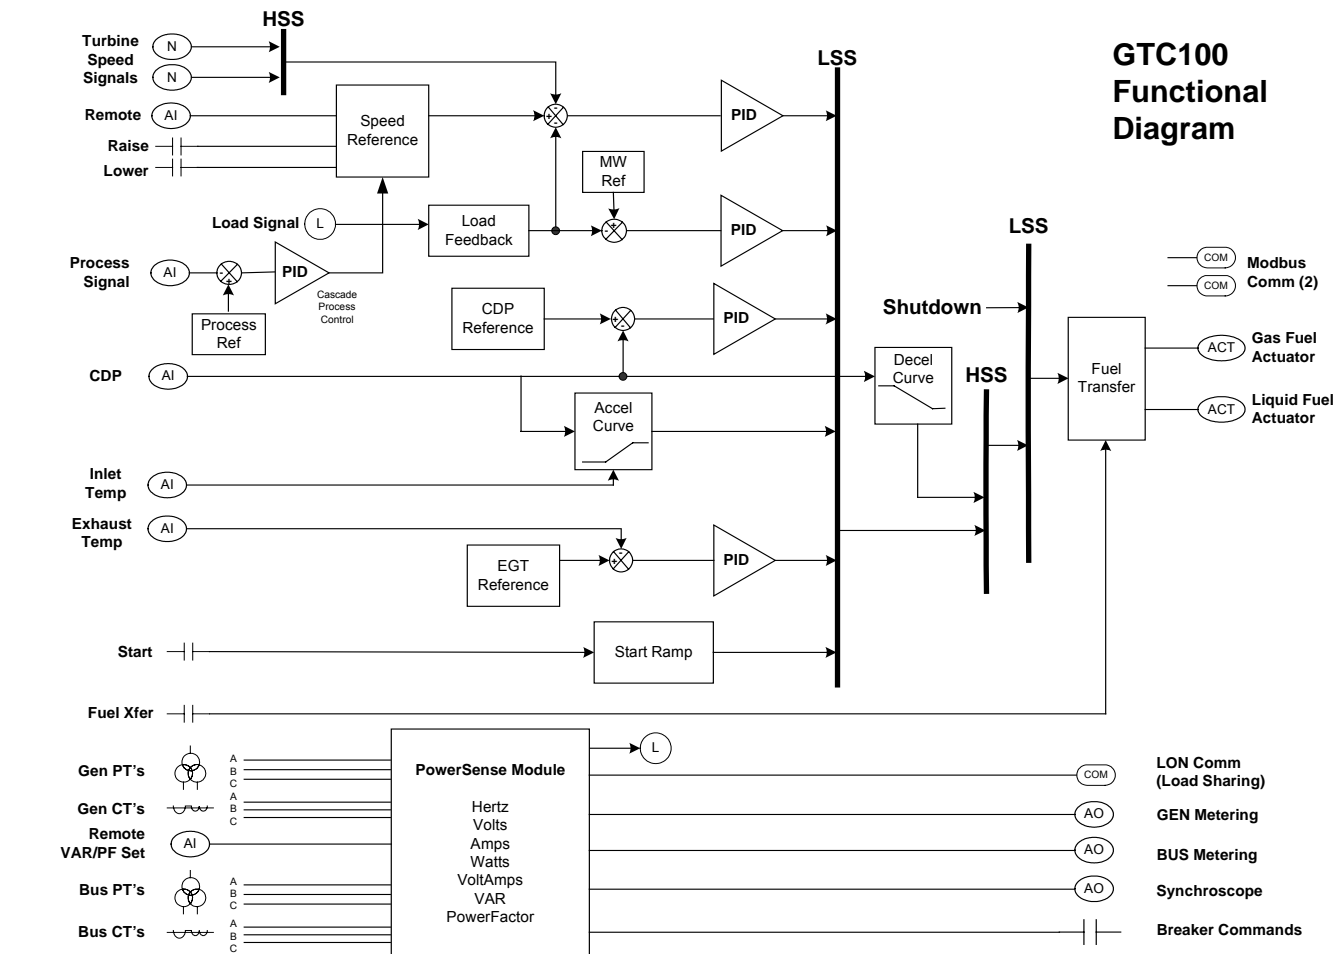 HSS
Turbine
Speed
Signals
N
N
LSS
GTC100
Functional
Diagram
Remote
AI
Speed
Reference
- + -
PID
Raise
Lower
MW
Ref
Load Signal
L
Load
Feedback
- +
PID
LSS
Process
Signal
AI
- +
PID
Cascade
Process
Control
Process
Ref
COM
COM
Modbus
Comm (2)
CDP
Reference
+ -
PID
Shutdown
ACT
Gas Fuel
Actuator
Fuel
Transfer
ACT
Liquid Fuel
Actuator
CDP
AI
Decel
Curve
HSS
Accel
Curve
Inlet
Temp
AI
Exhaust
Temp
AI
EGT
Reference
+ -
PID
Start
Start Ramp
Fuel Xfer
Gen PT's
A
B
C
Gen CT's
A
B
C
Remote
VAR/PF Set
AI
Bus PT's
A
B
C
Bus CT's
A
B
C
PowerSense Module
Hertz
Volts
Amps
Watts
VoltAmps
VAR
PowerFactor
L
COM
LON Comm
(Load Sharing)
AO
GEN Metering
AO
BUS Metering
AO
Synchroscope
Breaker Commands